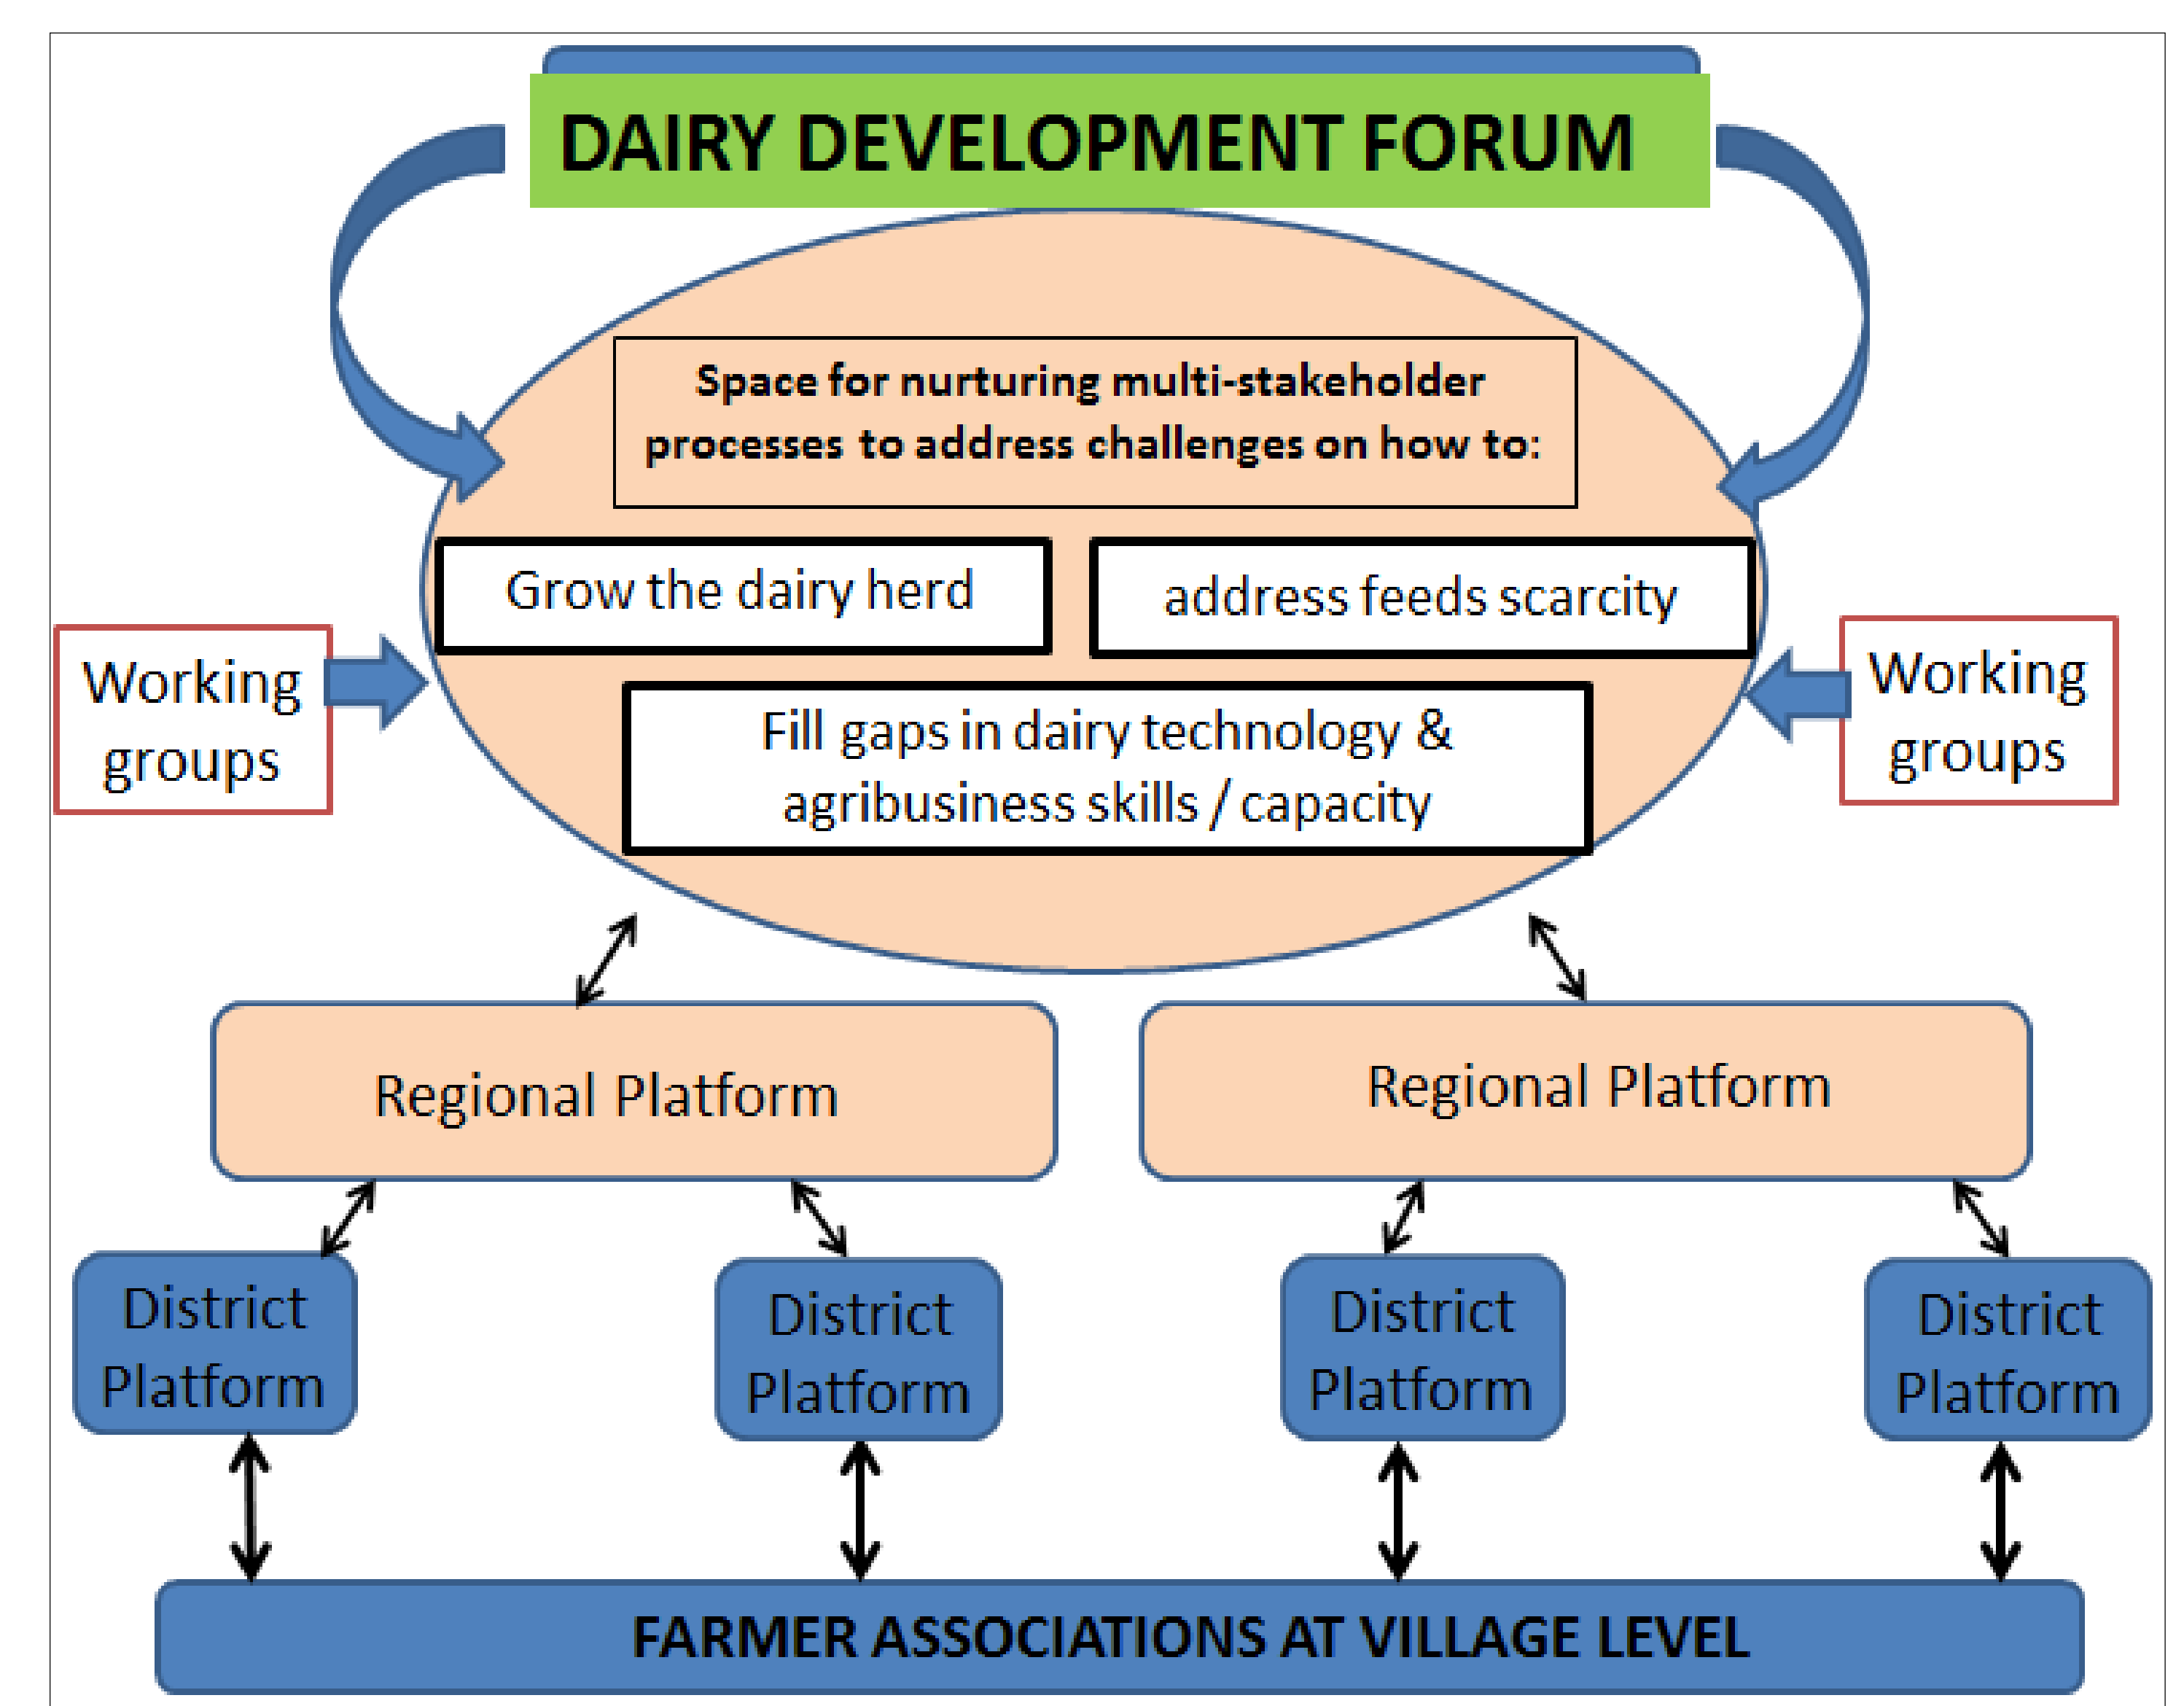 DAIRY DEVELOPMENT FORUM
Space for nurturing multi-stakeholder
processes to address challenges on how to:
Grow the dairy herd
address feeds scarcity
Working
groups
Working
groups
Fill gaps in dairy technology &
agribusiness skills / capacity
Regional Platform
Regional Platform
District
Platform
District
Platform
District
Platform
District
Platform
FARMER ASSOCIATIONS AT VILLAGE LEVEL